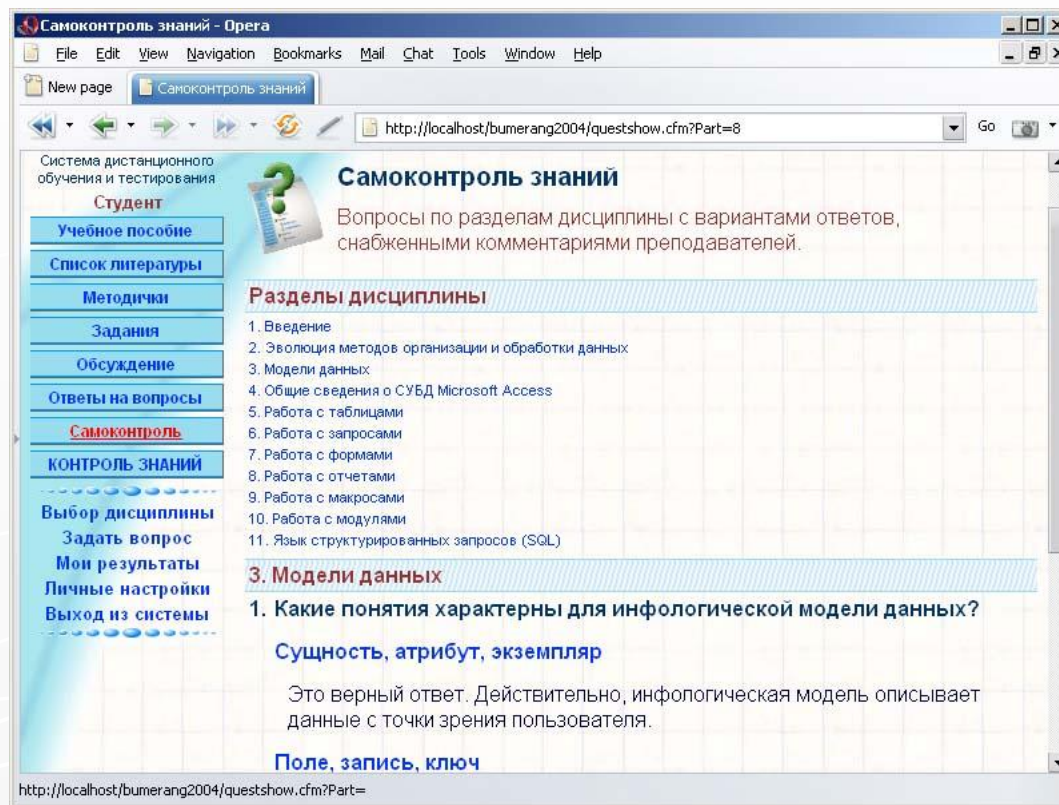 Самоконтроль знаний - Opera
File Edit View Navigation Bookmarks Mail Chat Tools Window Help
New page Самоконтроль знаний
http://localhost/bumerang2004/questshow.cfm?Part=8 Go
Система дистанционного
обучения и тестирования
Студент
Учебное пособие
Список литературы
Методички
Задания
Обсуждение
Ответы на вопросы
Самоконтроль
КОНТРОЛЬ ЗНАНИЙ
Выбор дисциплины
Задать вопрос
Мои результаты
Личные настройки
Выход из системы
Самоконтроль знаний
Вопросы по разделам дисциплины с вариантами ответов,
снабженными комментариями преподавателей.
Разделы дисциплины
1. Введение
2. Эволюция методов организации и обработки данных
3. Модели данных
4. Общие сведения о СУБД Microsoft Access
5. Работа с таблицами
6. Работа с запросами
7. Работа с формами
8. Работа с отчетами
9. Работа с макросами
10. Работа с модулями
11. Язык структурированных запросов (SQL)
3. Модели данных
1. Какие понятия характерны для инфологической модели данных?
Сущность, атрибут, экземпляр
Это верный ответ. Действительно, инфологическая модель описывает
данные с точки зрения пользователя.
Поле, запись, ключ
http://localhost/bumerang2004/questshow.cfm?Part=